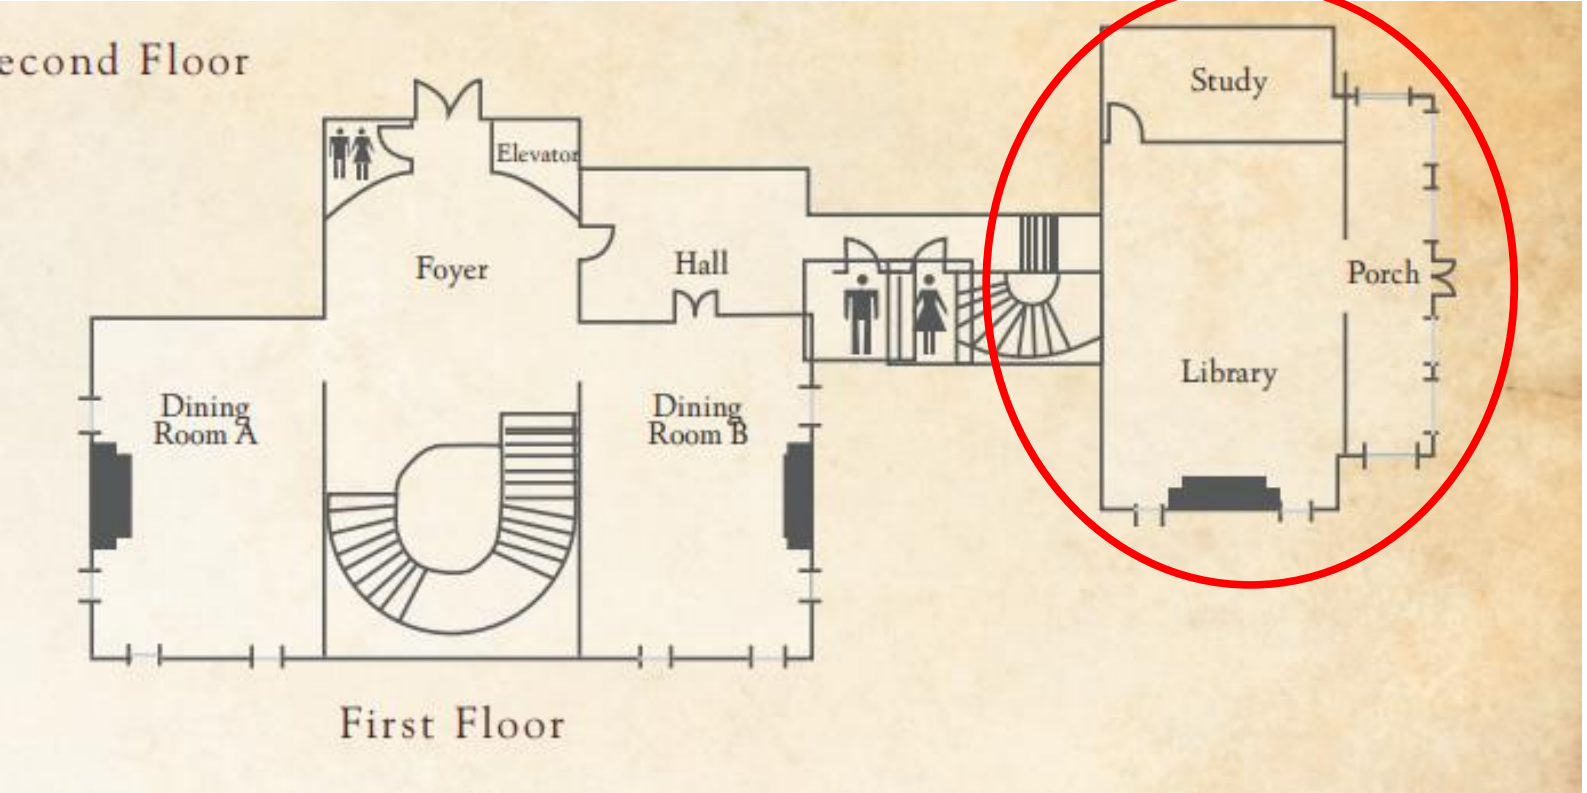 econd Floor
Study
Elevator
Foyer
Hall
Porch
Library
Dining
Room A
Dining
Room B
First Floor